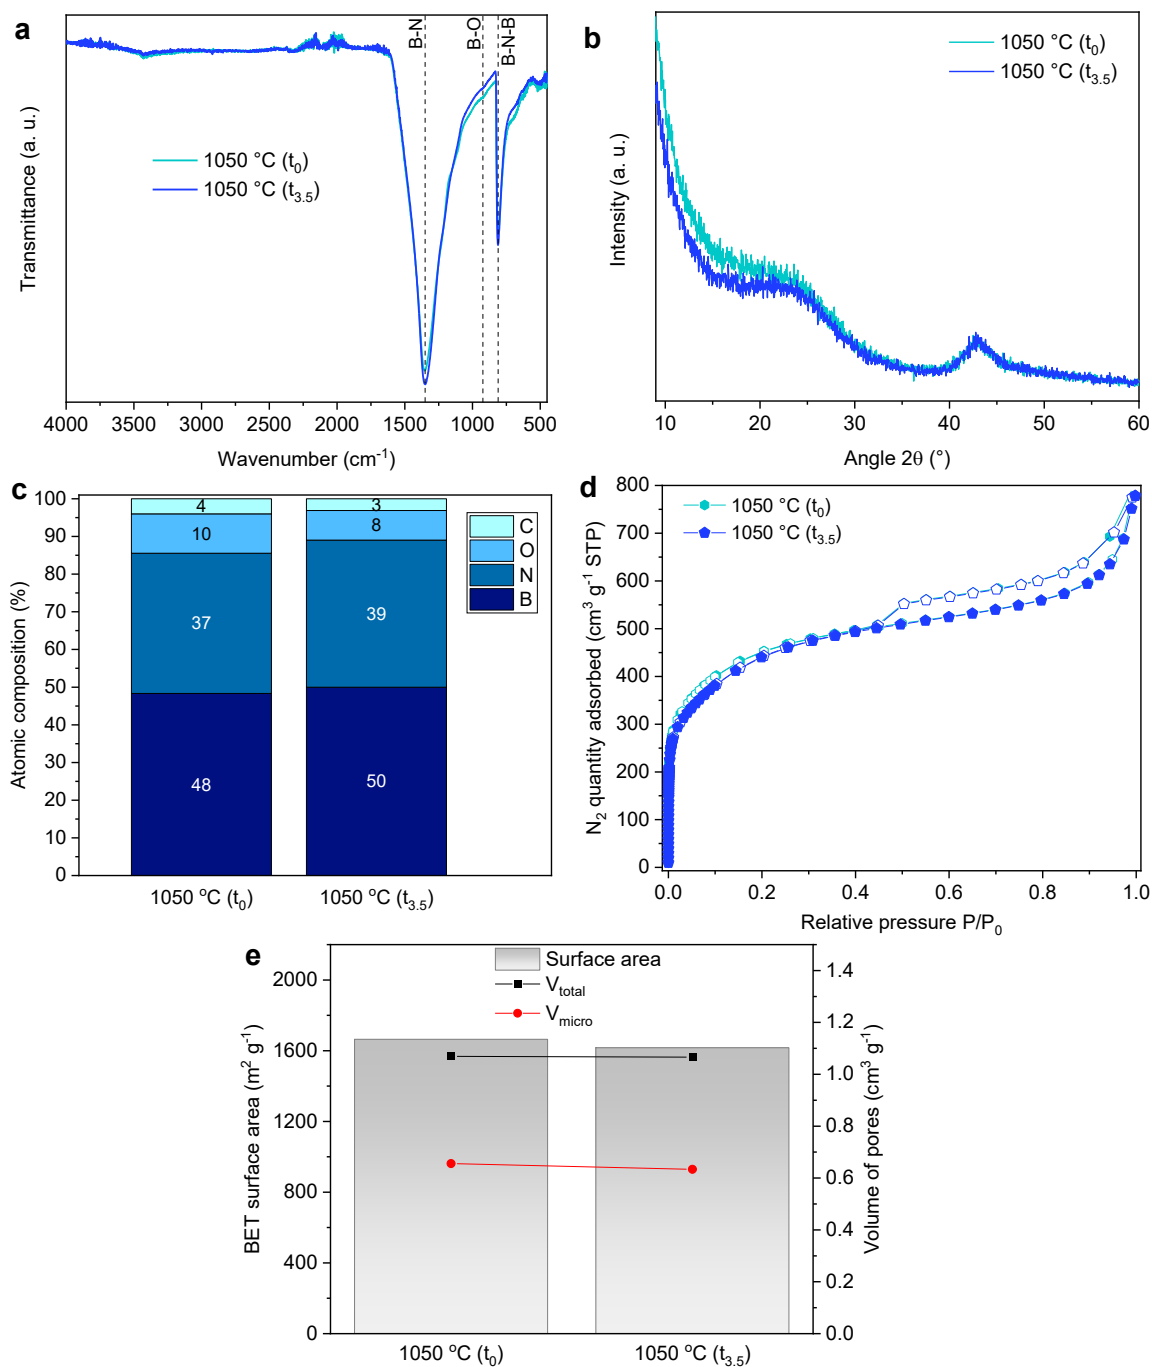 a
B-N
B-O
B-N-B
Transmittance (a. u.)
1050 °C (t0)
1050 °C (t3.5)
4000 3500 3000 2500 2000 1500 1000 500
Wavenumber (cm-1)
b
1050 °C (t0)
1050 °C (t3.5)
Intensity (a. u.)
10 20 30 40 50 60
Angle 2θ (°)
c
Atomic composition (%)
100
90
80
70
60
50
40
30
20
10
0
4
10
37
48
3
8
39
50
C
O
N
B
1050 °C (t0)
1050 °C (t3.5)
d
1050 °C (t0)
1050 °C (t3.5)
N2 quantity adsorbed (cm3 g-1 STP)
800
700
600
500
400
300
200
100
0
0.0 0.2 0.4 0.6 0.8 1.0
Relative pressure P/P0
e
Surface area
Vtotal
Vmicro
BET surface area (m2 g-1)
2000
1600
1200
800
400
0
Volume of pores (cm3 g-1)
1.4
1.2
1.0
0.8
0.6
0.4
0.2
0.0
1050 °C (t0)
1050 °C (t3.5)